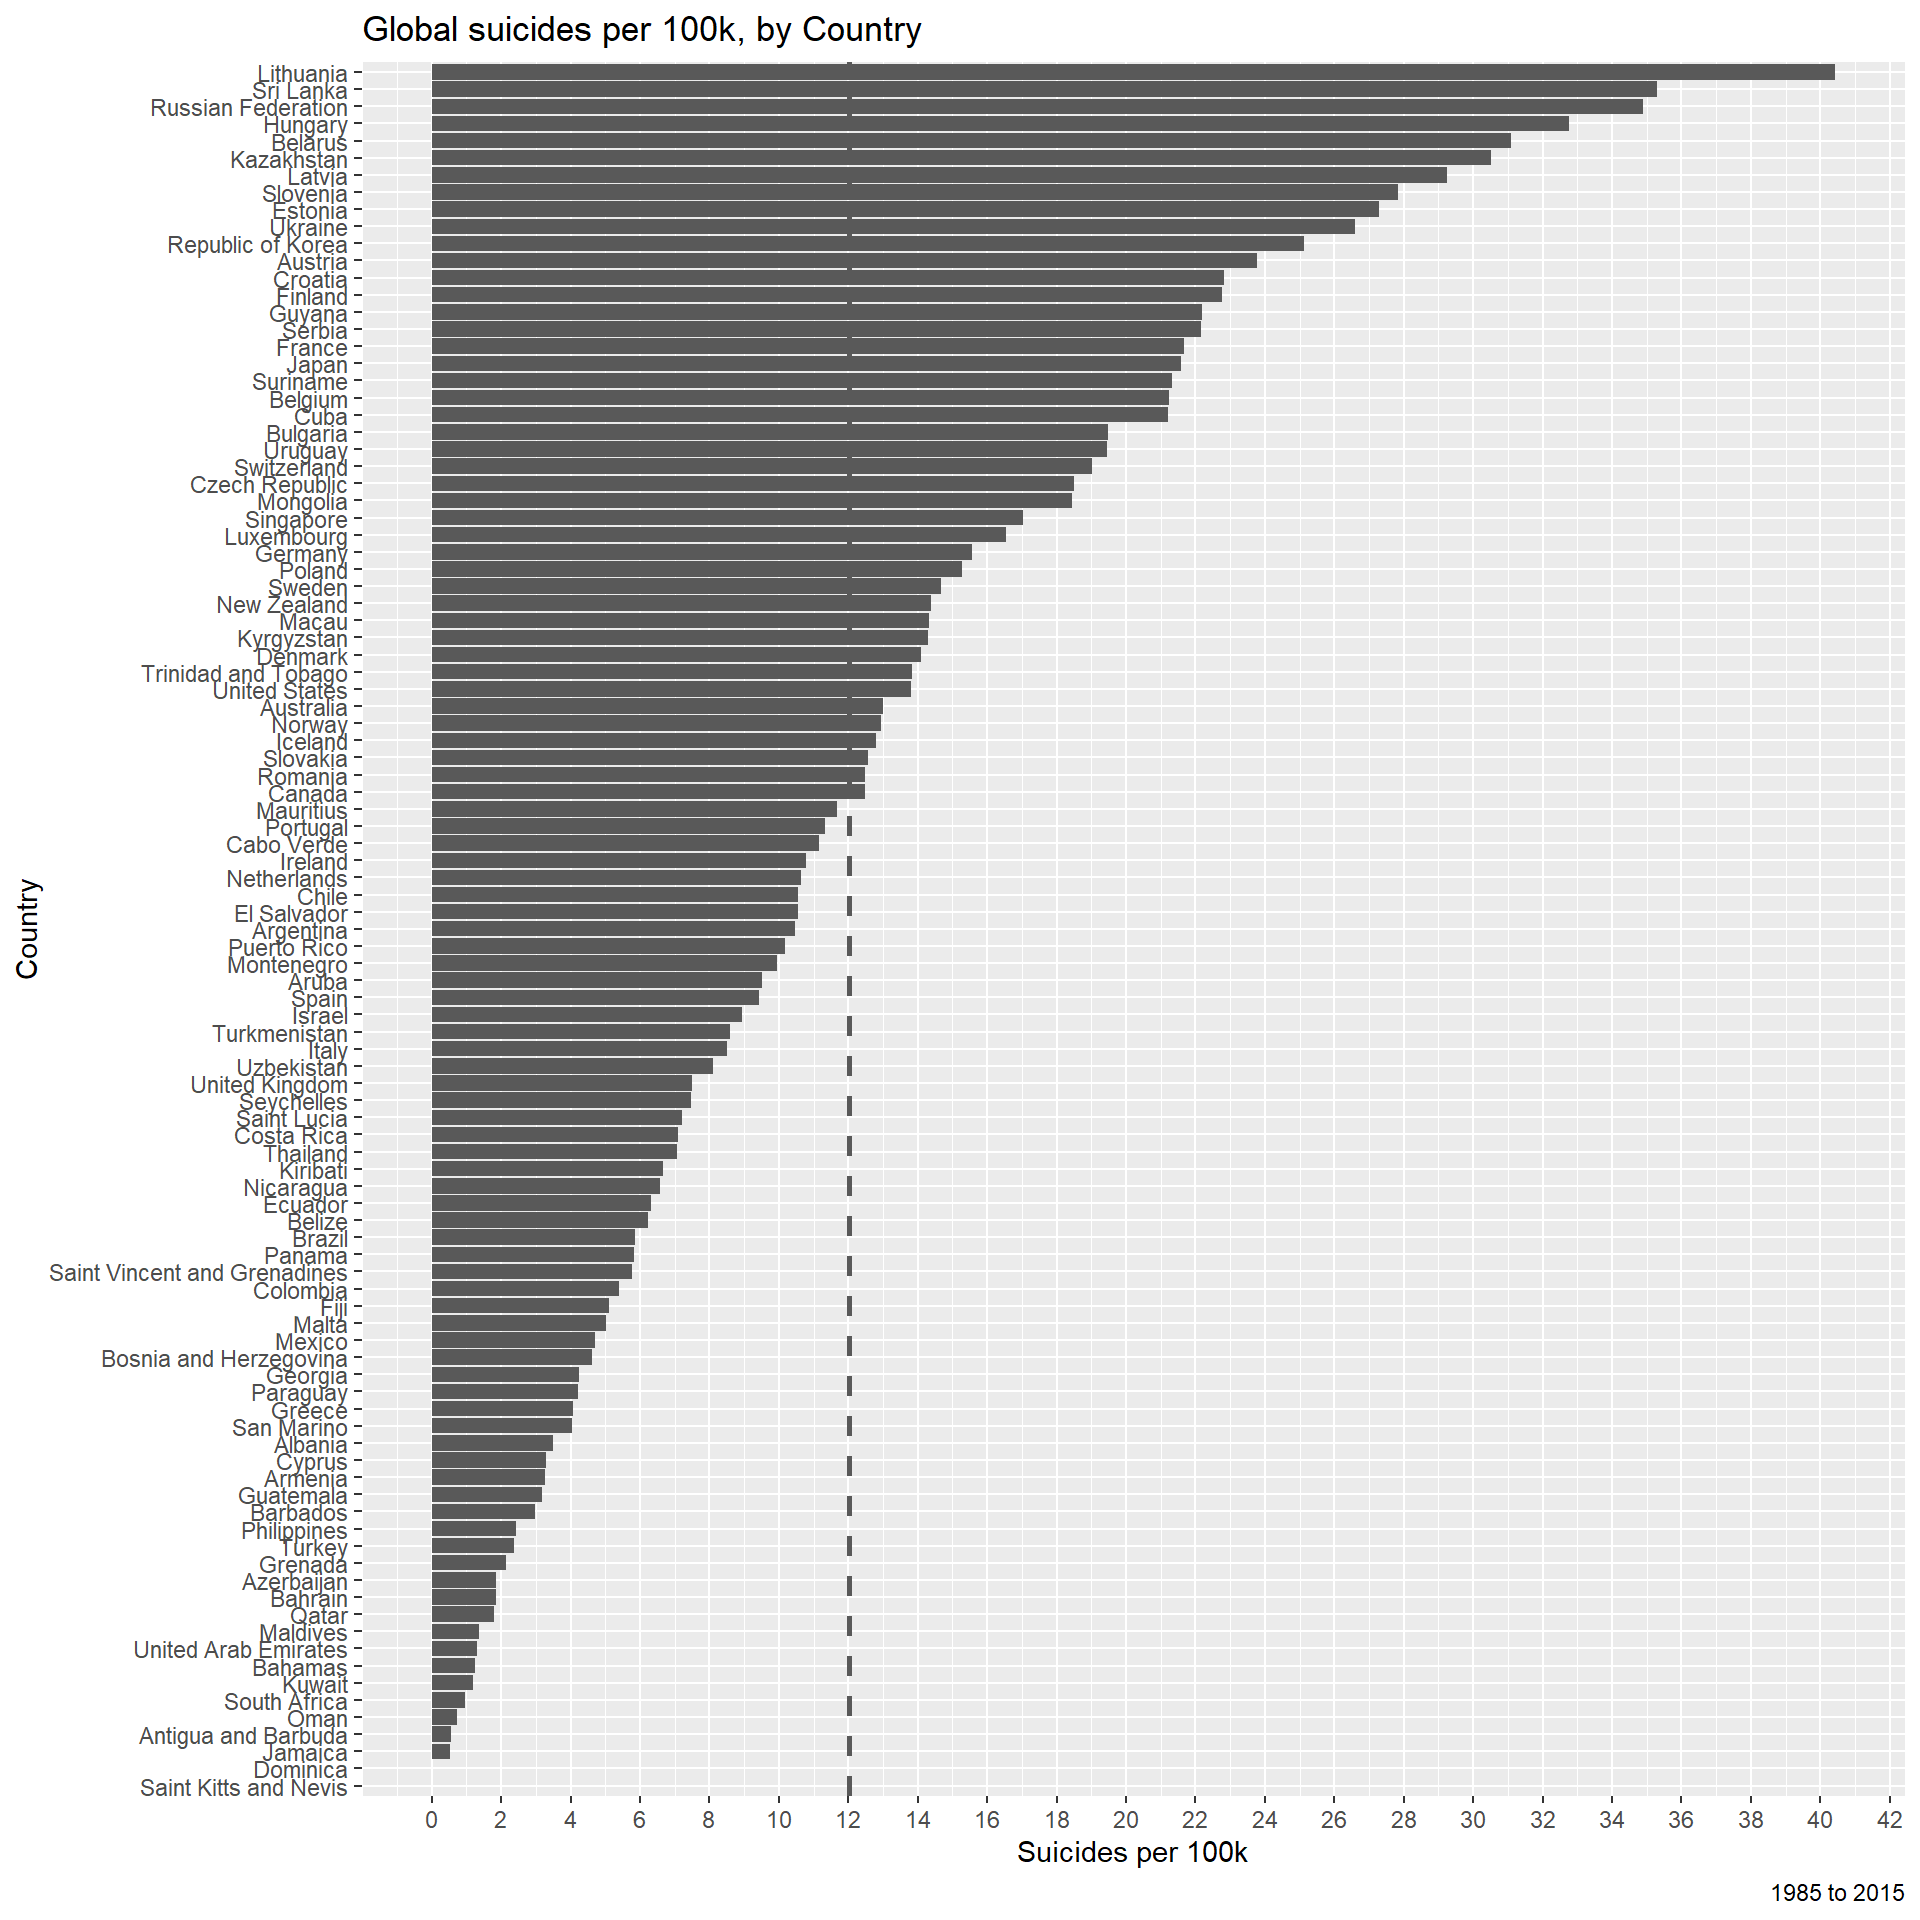 Global suicides per 100k, by Country
Lithuania
Sri Lanka
Russian Federation
Hungary
Belarus
Kazakhstan
Latvia
Slovenia
Estonia
Ukraine
Republic of Korea
Austria
Croatia
Finland
Guyana
Serbia
France
Japan
Suriname
Belgium
Cuba
Bulgaria
Uruguay
Switzerland
Czech Republic
Mongolia
Singapore
Luxembourg
Germany
Poland
Sweden
New Zealand
Macau
Kyrgyzstan
Denmark
Trinidad and Tobago
United States
Australia
Norway
Iceland
Slovakia
Romania
Canada
Mauritius
Portugal
Cabo Verde
Ireland
Netherlands
Chile
El Salvador
Argentina
Puerto Rico
Montenegro
Aruba
Spain
Israel
Turkmenistan
Italy
Uzbekistan
United Kingdom
Seychelles
Saint Lucia
Costa Rica
Thailand
Kiribati
Nicaragua
Ecuador
Belize
Brazil
Panama
Saint Vincent and Grenadines
Colombia
Fiji
Malta
Mexico
Bosnia and Herzegovina
Georgia
Paraguay
Greece
San Marino
Albania
Cyprus
Armenia
Guatemala
Barbados
Philippines
Turkey
Grenada
Azerbaijan
Bahrain
Qatar
Maldives
United Arab Emirates
Bahamas
Kuwait
South Africa
Oman
Antigua and Barbuda
Jamaica
Dominica
Saint Kitts and Nevis
Country
0 2 4 6 8 10 12 14 16 18 20 22 24 26 28 30 32 34 36 38 40 42
Suicides per 100k
1985 to 2015